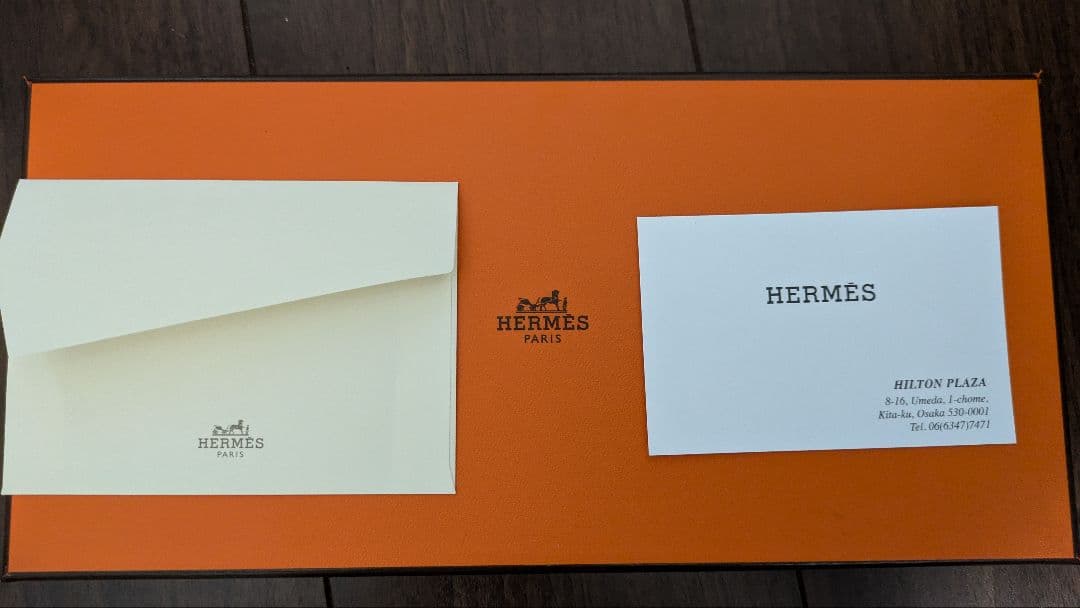 HERMÈS
PARIS
HERMÈS
PARIS
HERMÈS
HILTON PLAZA
8-16, Umeda, 1-chome,
Kita-ku, Osaka 530-0001
Tel. 06(6347)7471